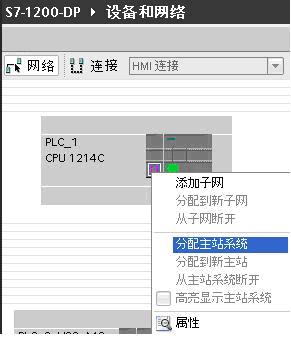 S7-1200-DP ▸ 设备和网络
网络 连接 HMI 连接
PLC_1
CPU 1214C
添加子网
分配到新子网
从子网断开
分配主站系统
分配到新主站
从主站系统断开
高亮显示主站系统
属性